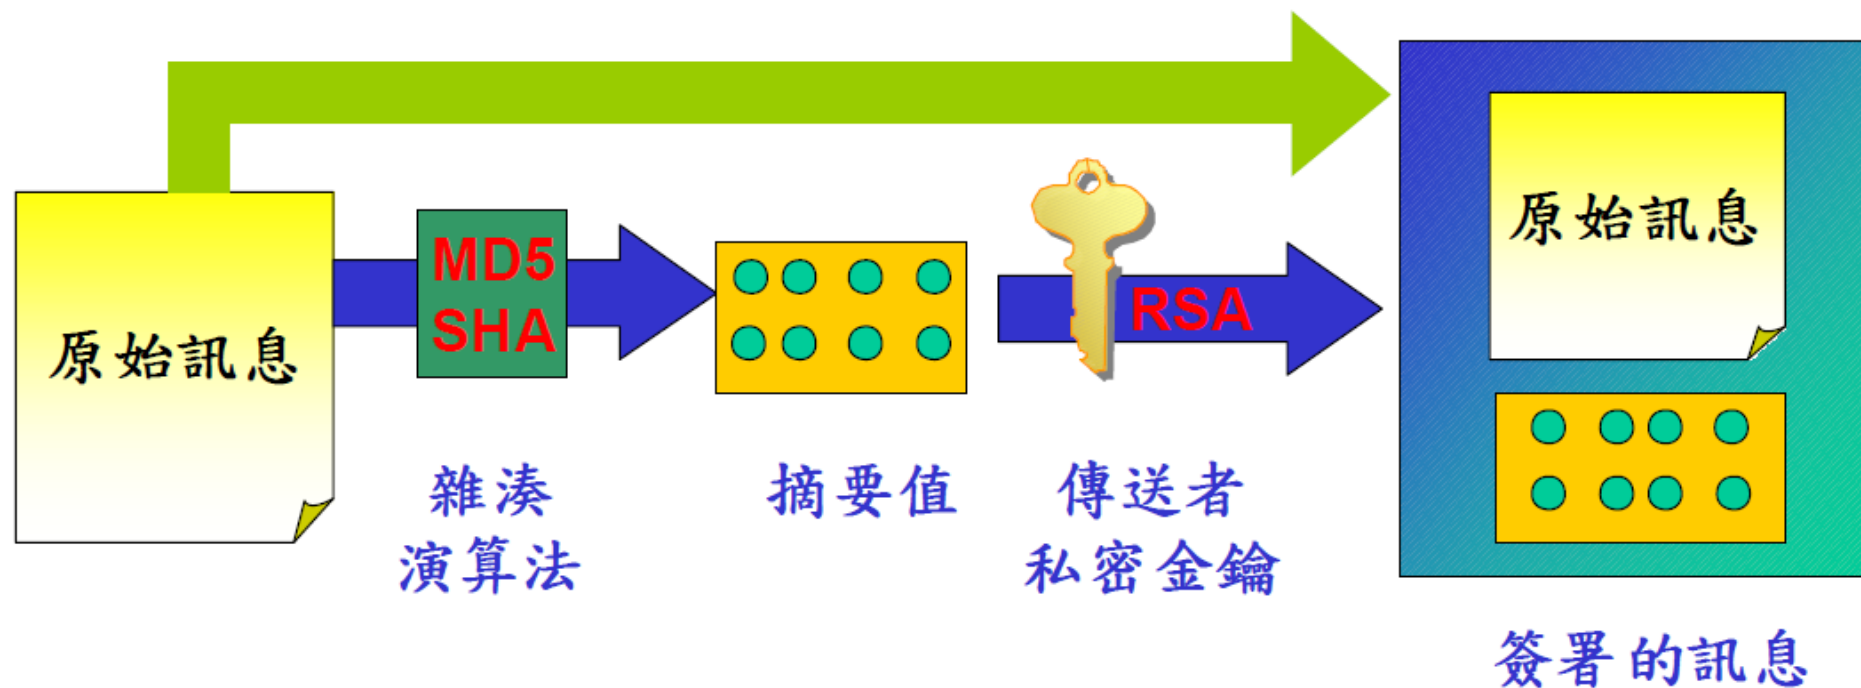 原始訊息
MD5
SHA
RSA
原始訊息
雜湊
演算法
摘要值
傳送者
私密金鑰
簽署的訊息